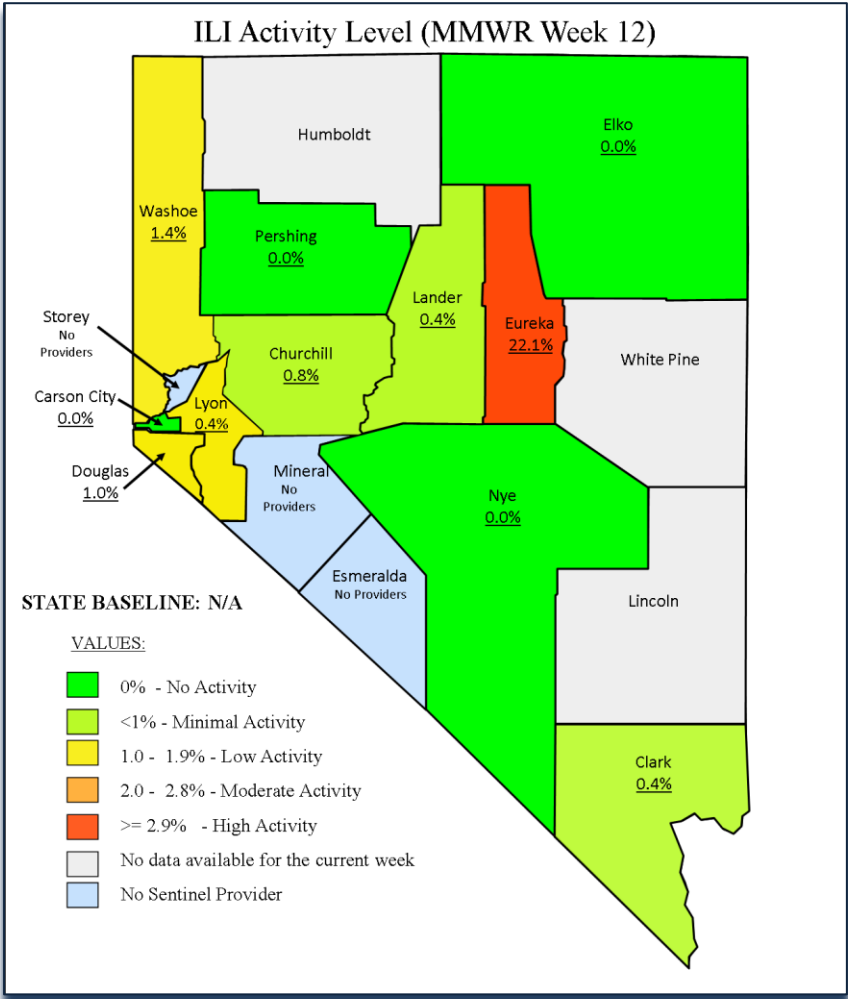 ILI Activity Level (MMWR Week 12)
Humboldt
Elko
0.0%
Washoe
1.4%
Pershing
0.0%
Lander
0.4%
Eureka
22.1%
Storey
No
Providers
Churchill
0.8%
White Pine
Carson City
0.0%
Lyon
0.4%
Douglas
1.0%
Mineral
No
Providers
Nye
0.0%
Esmeralda
No Providers
Lincoln
Clark
0.4%
STATE BASELINE: N/A
VALUES:
0% - No Activity
<1% - Minimal Activity
1.0 - 1.9% - Low Activity
2.0 - 2.8% - Moderate Activity
>= 2.9% - High Activity
No data available for the current week
No Sentinel Provider